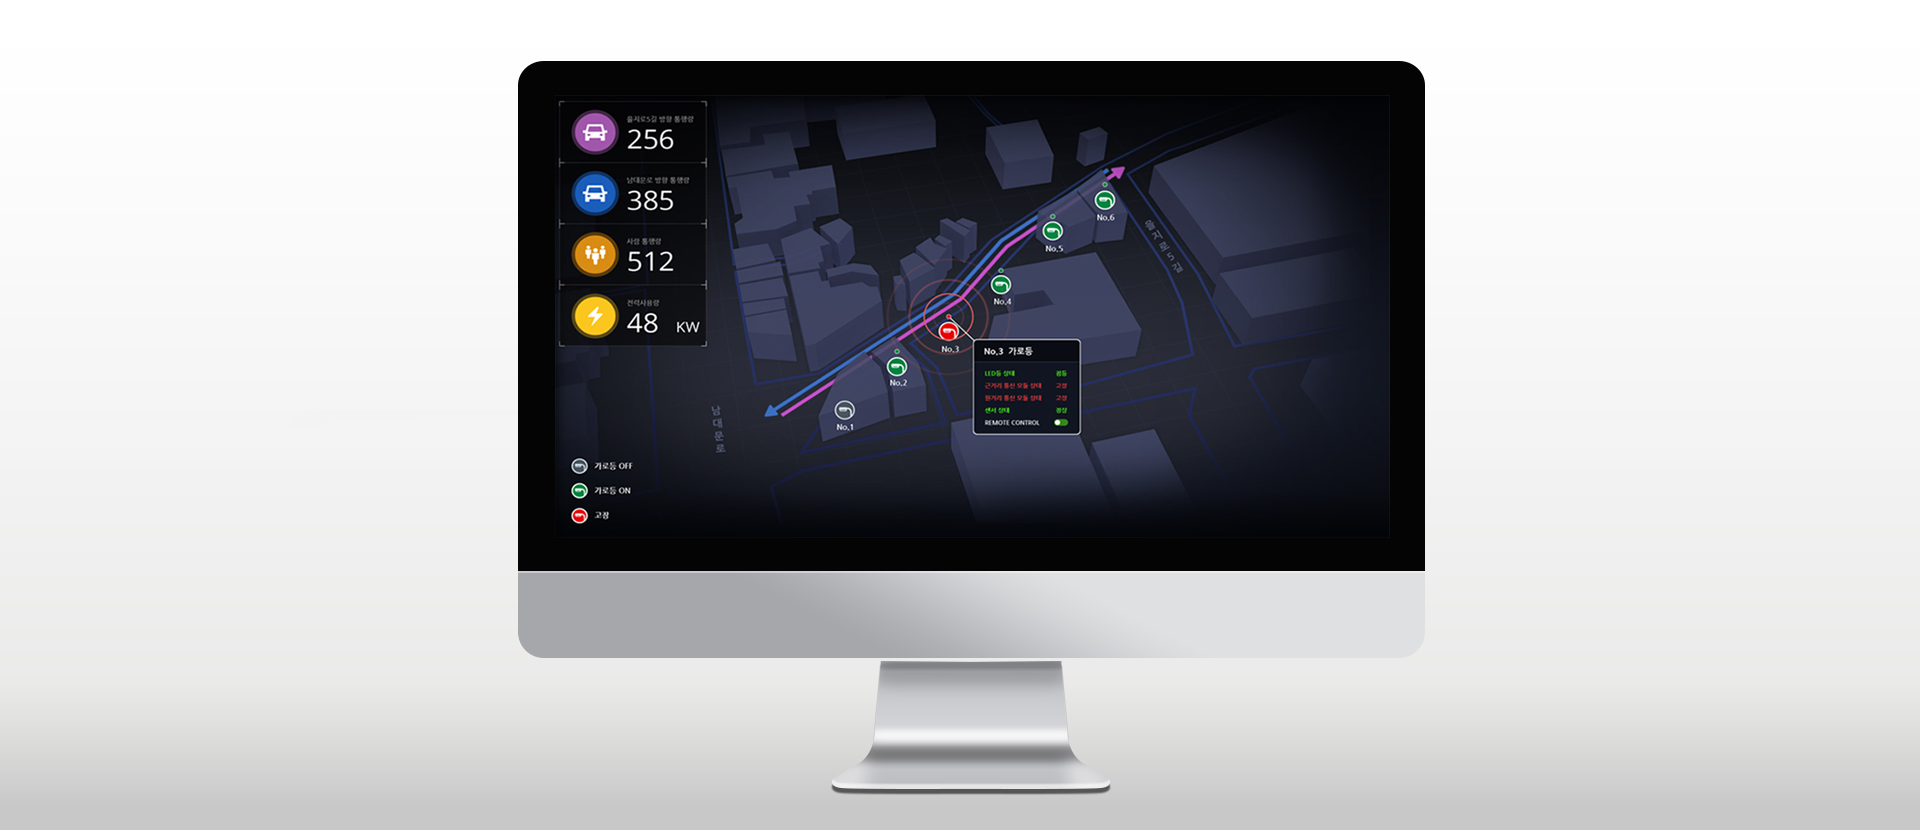 을지로5길 방향 통행량
256
남대문로 방향 통행량
385
사람 통행량
512
전력사용량
48 KW
No.6
No.5
No.4
No.3
No.2
No.1
을지로5길
남대문로
No.3 가로등
LED등 상태 점등
근거리 통신 모듈 상태 고장
원거리 통신 모듈 상태 고장
센서 상태 정상
REMOTE CONTROL
가로등 OFF
가로등 ON
고장